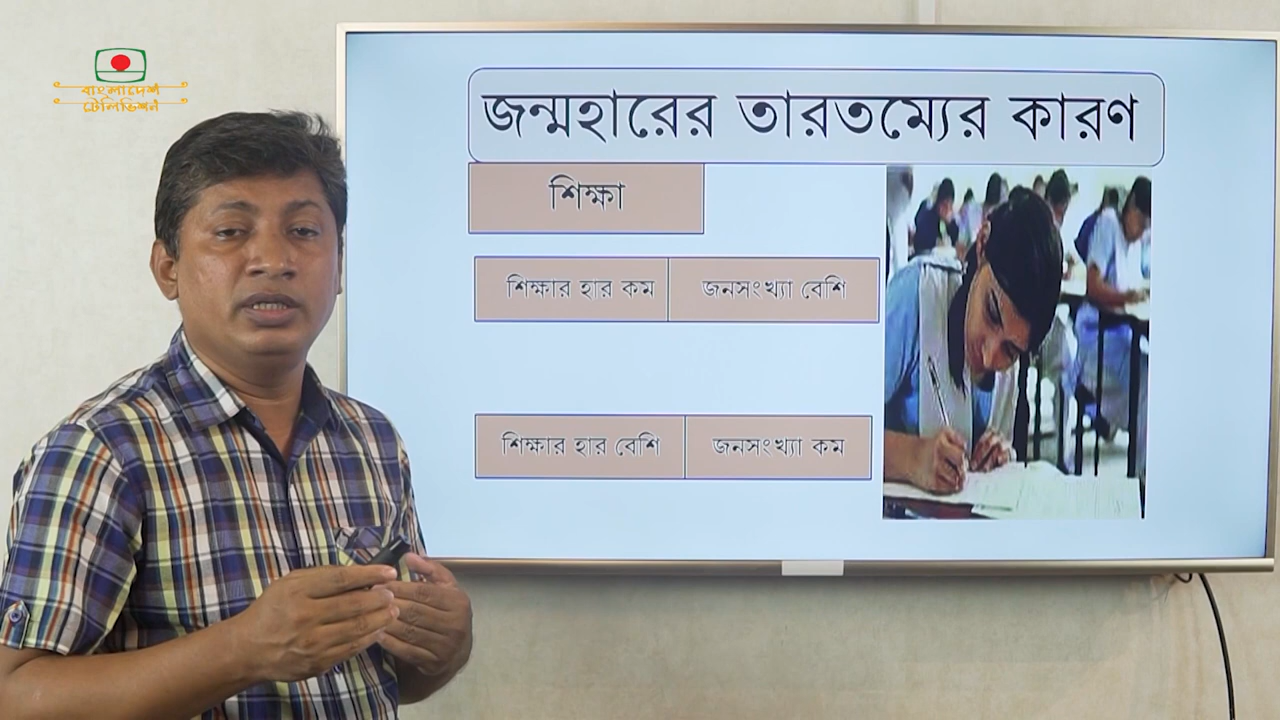 বাংলাদেশ
টেলিভিশন
জন্মহারের তারতম্যের কারণ
শিক্ষা
শিক্ষার হার কম জনসংখ্যা বেশি
শিক্ষার হার বেশি জনসংখ্যা কম